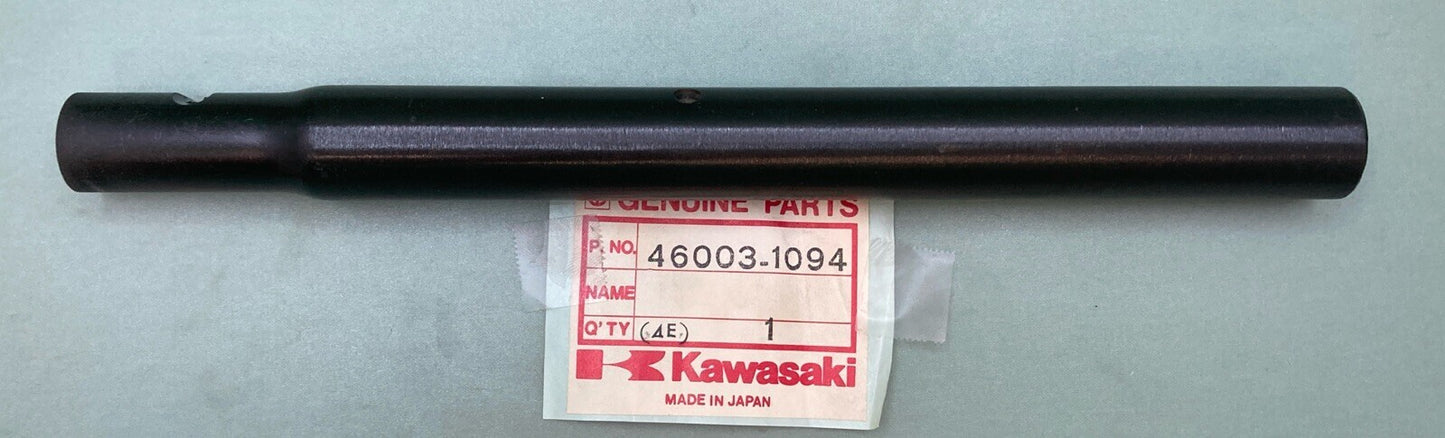 GENUINE PARTS
P. NO. 46003-1094
NAME
Q'TY (4E) 1
Kawasaki
MADE IN JAPAN